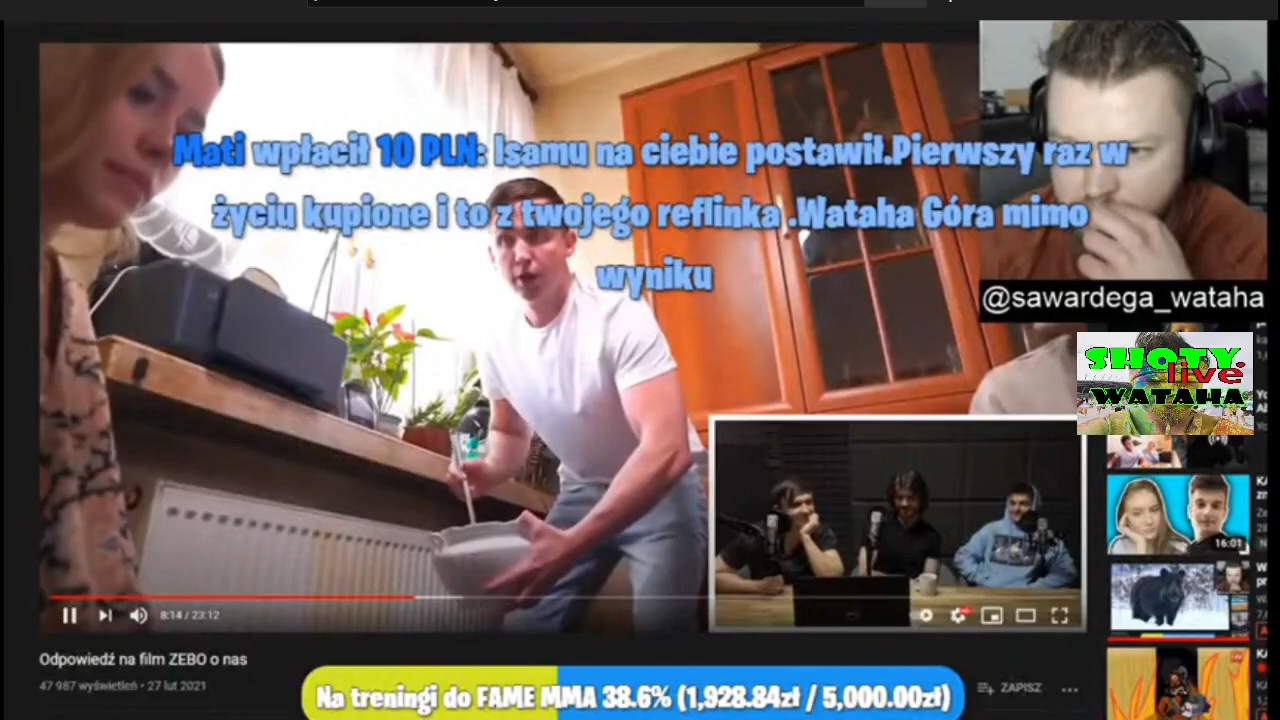 Mati wpłacił 10 PLN: Isamu na ciebie postawił.Pierwszy raz w
życiu kupione i to z twojego reflinka .Wataha Góra mimo
wyniku
@sawardega_wataha
SHOTY.
live
WATAHA
16:01
8:14 / 23:12
Odpowiedź na film ZEBO o nas
47 987 wyświetleń • 27 lut 2021
ZAPISZ
Na treningi do FAME MMA 38.6% (1,928.84zł / 5,000.00zł)